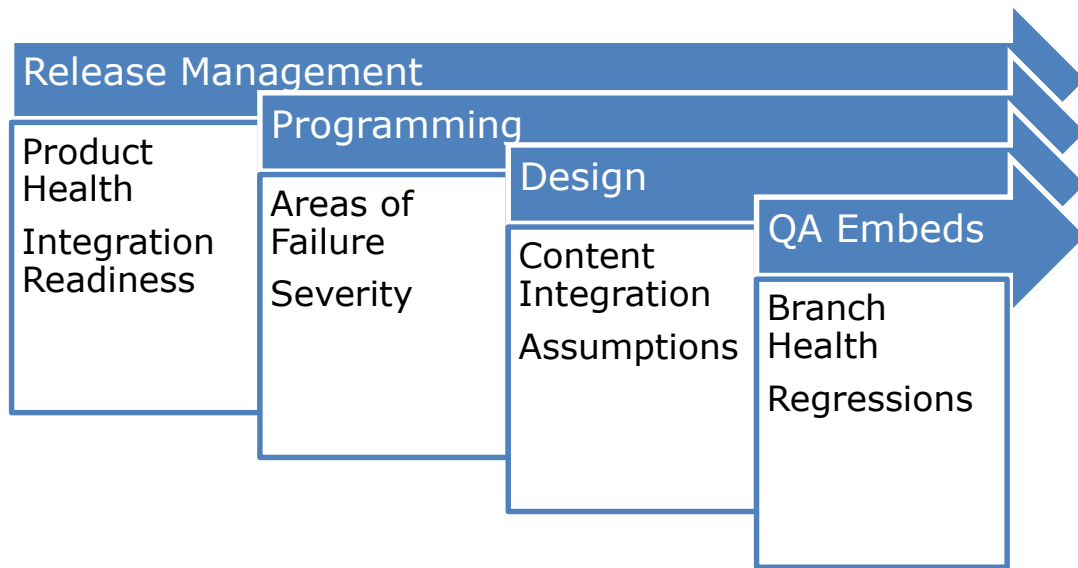 Release Management
Product
Health
Integration
Readiness
Programming
Areas of
Failure
Severity
Design
Content
Integration
Assumptions
QA Embeds
Branch
Health
Regressions